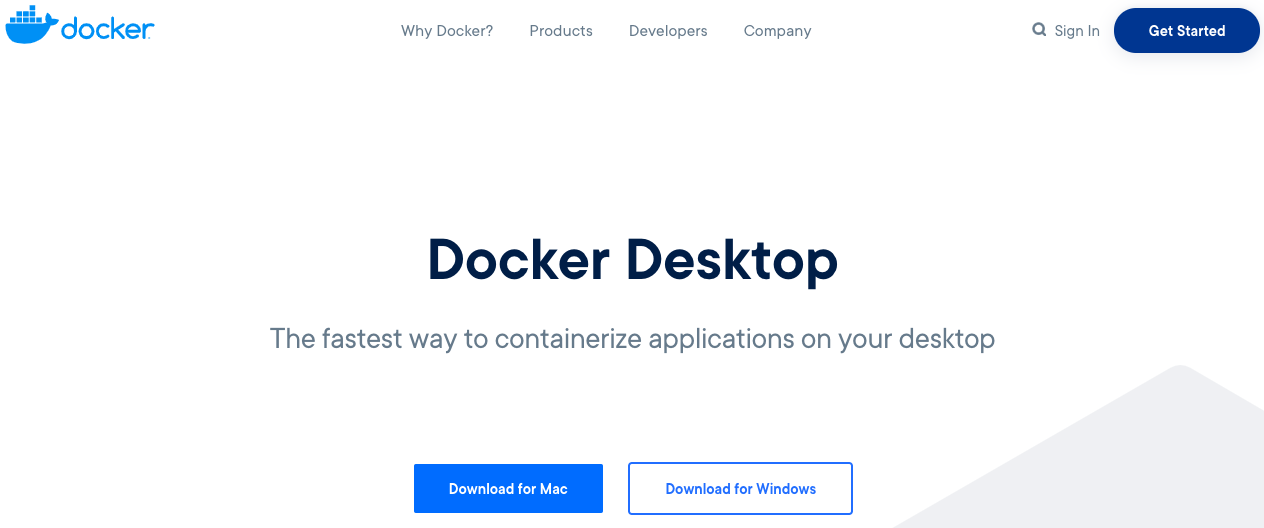 docker
Why Docker? Products Developers Company Sign In Get Started
Docker Desktop
The fastest way to containerize applications on your desktop
Download for Mac Download for Windows